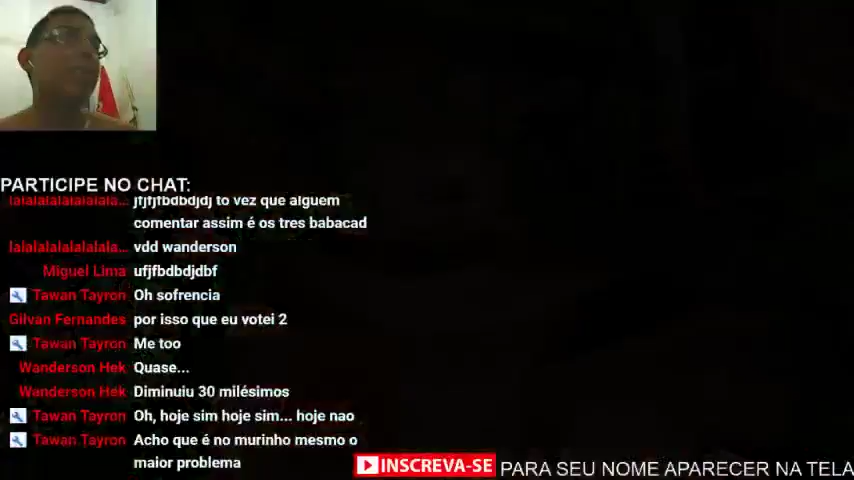 PARTICIPE NO CHAT:
lalalalalalalalala... jfjfjfbdbdjdj to vez que alguem
comentar assim é os tres babacad
lalalalalalalalala... vdd wanderson
Miguel Lima ufjfbdbdjdbf
Tawan Tayron Oh sofrencia
Gilvan Fernandes por isso que eu votei 2
Tawan Tayron Me too
Wanderson Hek Quase...
Wanderson Hek Diminuiu 30 milésimos
Tawan Tayron Oh, hoje sim hoje sim... hoje nao
Tawan Tayron Acho que é no murinho mesmo o
maior problema
INSCREVA-SE PARA SEU NOME APARECER NA TELA